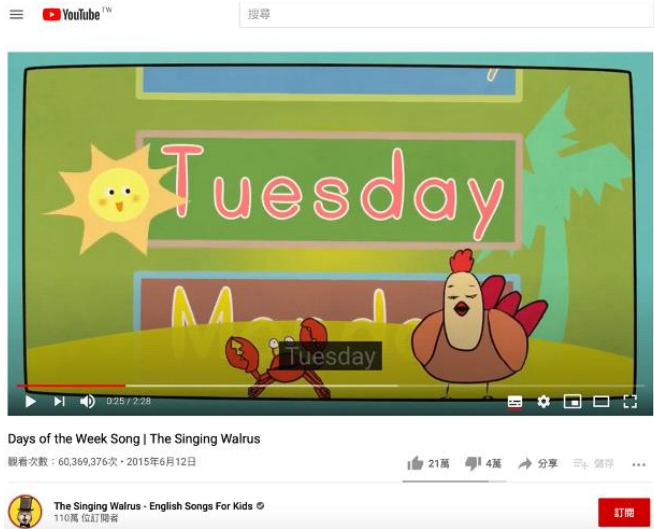 YouTube TW
搜尋
Tuesday
Monday
Tuesday
0:25 / 2:28
Days of the Week Song | The Singing Walrus
觀看次數：60,369,376次 • 2015年6月12日
21萬 4萬 分享 儲存
The Singing Walrus - English Songs For Kids
110萬 位訂閱者
訂閱